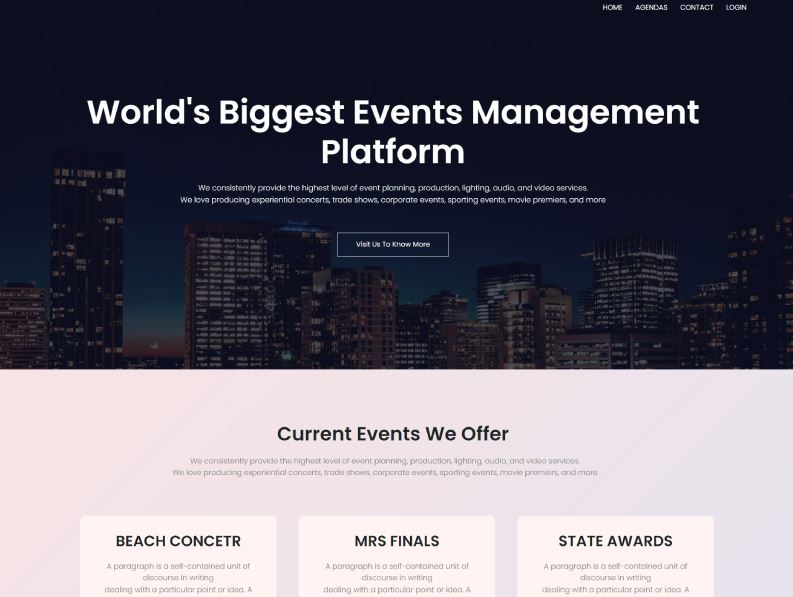 HOME AGENDAS CONTACT LOGIN
World's Biggest Events Management
Platform
We consistently provide the highest level of event planning, production, lighting, audio, and video services.
We love producing experiential concerts, trade shows, corporate events, sporting events, movie premiers, and more
Visit Us To Know More
Current Events We Offer
We consistently provide the highest level of event planning, production, lighting, audio, and video services.
We love producing experiential concerts, trade shows, corporate events, sporting events, movie premiers, and more
BEACH CONCETR
A paragraph is a self-contained unit of
discourse in writing
dealing with a particular point or idea. A
MRS FINALS
A paragraph is a self-contained unit of
discourse in writing
dealing with a particular point or idea. A
STATE AWARDS
A paragraph is a self-contained unit of
discourse in writing
dealing with a particular point or idea. A